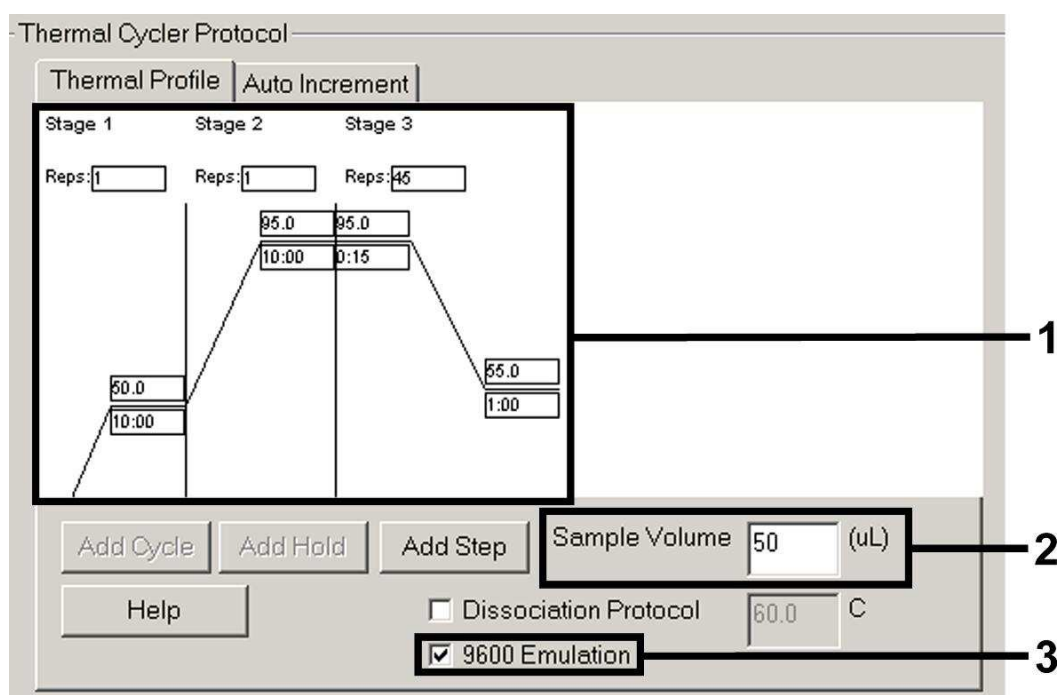 Thermal Cycler Protocol
Thermal Profile Auto Increment
Stage 1 Stage 2 Stage 3
Reps: 1 Reps: 1 Reps: 45
95.0 95.0
10:00 0:15
1
50.0 55.0
10:00 1:00
Add Cycle Add Hold Add Step Sample Volume 50 (uL) 2
Help Dissociation Protocol 60.0 C
9600 Emulation 3